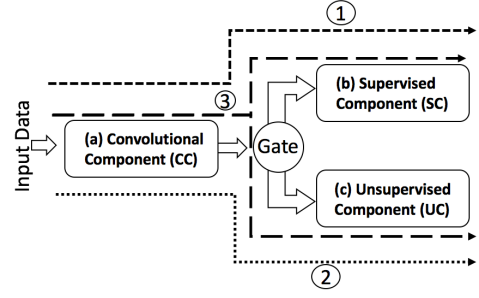 1
3
(b) Supervised
Component (SC)
Input Data
(a) Convolutional
Component (CC)
Gate
(c) Unsupervised
Component (UC)
2